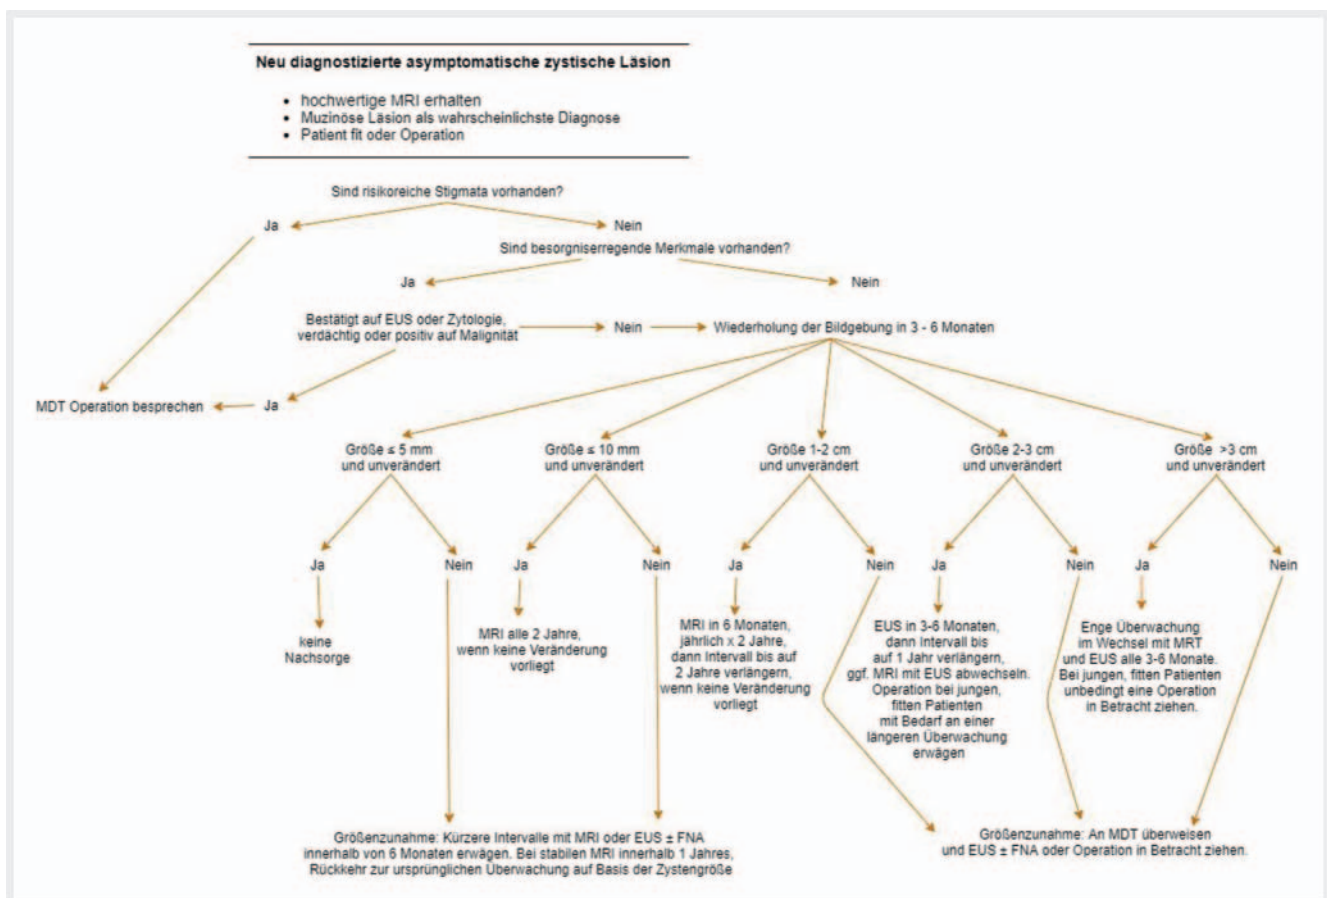 Neu diagnostizierte asymptomatische zystische Läsion
• hochwertige MRI erhalten
• Muzinöse Läsion als wahrscheinlichste Diagnose
• Patient fit oder Operation
Sind risikoreiche Stigmata vorhanden?
Ja
Nein
Sind besorgniserregende Merkmale vorhanden?
Ja
Nein
Bestätigt auf EUS oder Zytologie,
verdächtig oder positiv auf Malignität
Nein
Wiederholung der Bildgebung in 3 - 6 Monaten
MDT Operation besprechen
Ja
Größe ≤ 5 mm
und unverändert
Größe ≤ 10 mm
und unverändert
Größe 1-2 cm
und unverändert
Größe 2-3 cm
und unverändert
Größe >3 cm
und unverändert
Ja
Nein
Ja
Nein
Ja
Nein
Ja
Nein
Ja
Nein
keine
Nachsorge
MRI alle 2 Jahre,
wenn keine Veränderung
vorliegt
MRI in 6 Monaten,
jährlich x 2 Jahre,
dann Intervall bis auf
2 Jahre verlängern,
wenn keine Veränderung
vorliegt
EUS in 3-6 Monaten,
dann Intervall bis
auf 1 Jahr verlängern,
ggf. MRI mit EUS abwechseln.
Operation bei jungen,
fitten Patienten
mit Bedarf an einer
längeren Überwachung
erwägen
Enge Überwachung
im Wechsel mit MRT
und EUS alle 3-6 Monate.
Bei jungen, fitten Patienten
unbedingt eine Operation
in Betracht ziehen.
Größenzunahme: Kürzere Intervalle mit MRI oder EUS ± FNA
innerhalb von 6 Monaten erwägen. Bei stabilen MRI innerhalb 1 Jahres,
Rückkehr zur ursprünglichen Überwachung auf Basis der Zystengröße
Größenzunahme: An MDT überweisen
und EUS ± FNA oder Operation in Betracht ziehen.